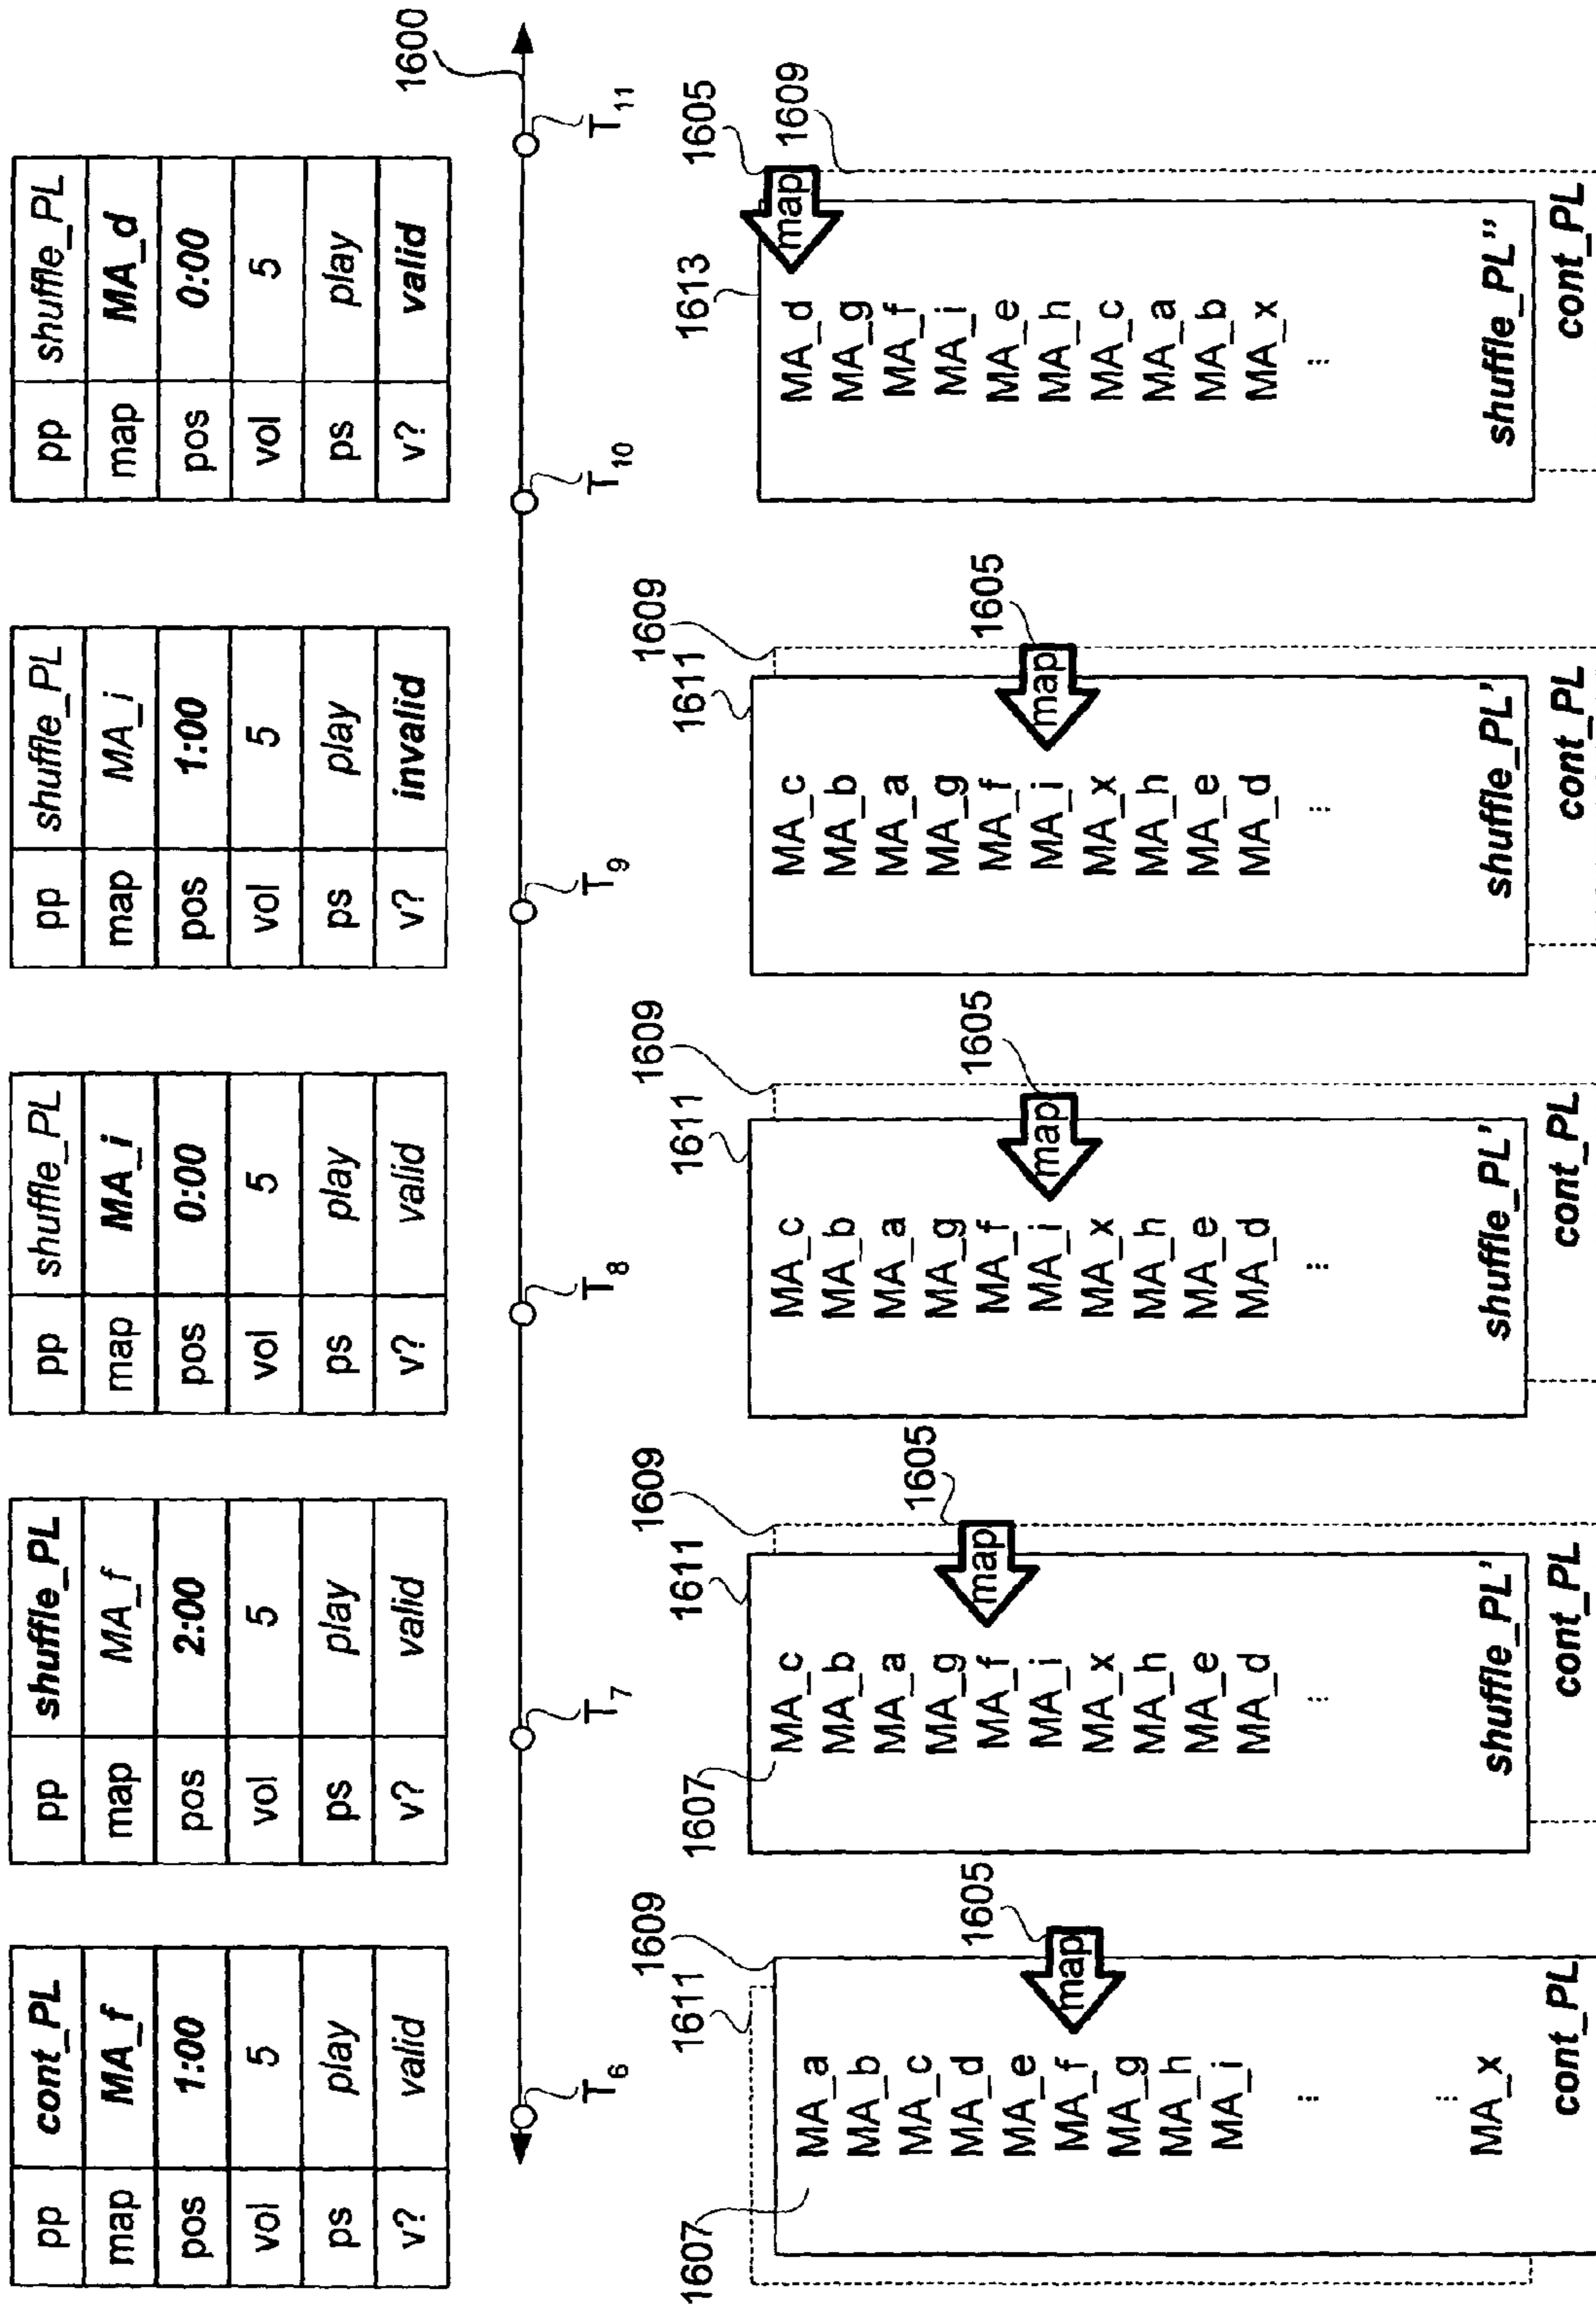 pp cont_PL
map MA_f
pos 1:00
vol 5
ps play
v? valid
pp shuffle_PL
map MA_f
pos 2:00
vol 5
ps play
v? valid
pp shuffle_PL
map MA_i
pos 0:00
vol 5
ps play
v? valid
pp shuffle_PL
map MA_i
pos 1:00
vol 5
ps play
v? invalid
pp shuffle_PL
map MA_d
pos 0:00
vol 5
ps play
v? valid
1600
T6
T7
T8
T9
T10
T11
1607
1611
1609
1605
map
MA_a
MA_b
MA_c
MA_d
MA_e
MA_f
MA_g
MA_h
MA_i
...
...
MA_x
cont_PL
1607
1611
1609
1605
map
MA_c
MA_b
MA_a
MA_g
MA_f
MA_i
MA_x
MA_h
MA_e
MA_d
...
shuffle_PL'
cont_PL
1611
1609
1605
map
MA_c
MA_b
MA_a
MA_g
MA_f
MA_i
MA_x
MA_h
MA_e
MA_d
...
shuffle_PL'
cont_PL
1611
1609
1605
map
MA_c
MA_b
MA_a
MA_g
MA_f
MA_i
MA_x
MA_h
MA_e
MA_d
...
shuffle_PL'
cont_PL
1613
1605
1609
map
MA_d
MA_g
MA_f
MA_i
MA_e
MA_h
MA_c
MA_a
MA_b
MA_x
...
shuffle_PL''
cont_PL